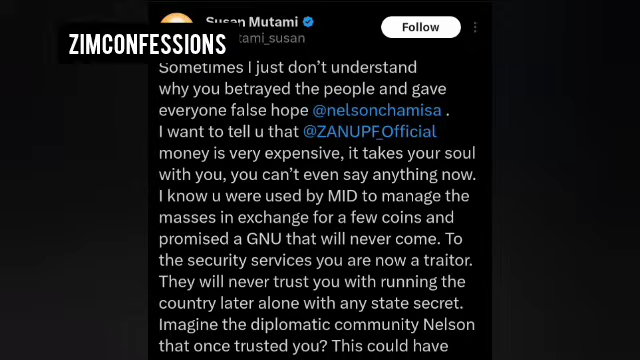 Susan Mutami
Follow
ZIMCONFESSIONS
tami_susan
Sometimes I just don't understand
why you betrayed the people and gave
everyone false hope @nelsonchamisa .
I want to tell u that @ZANUPF_Official
money is very expensive, it takes your soul
with you, you can't even say anything now.
I know u were used by MID to manage the
masses in exchange for a few coins and
promised a GNU that will never come. To
the security services you are now a traitor.
They will never trust you with running the
country later alone with any state secret.
Imagine the diplomatic community Nelson
that once trusted you? This could have